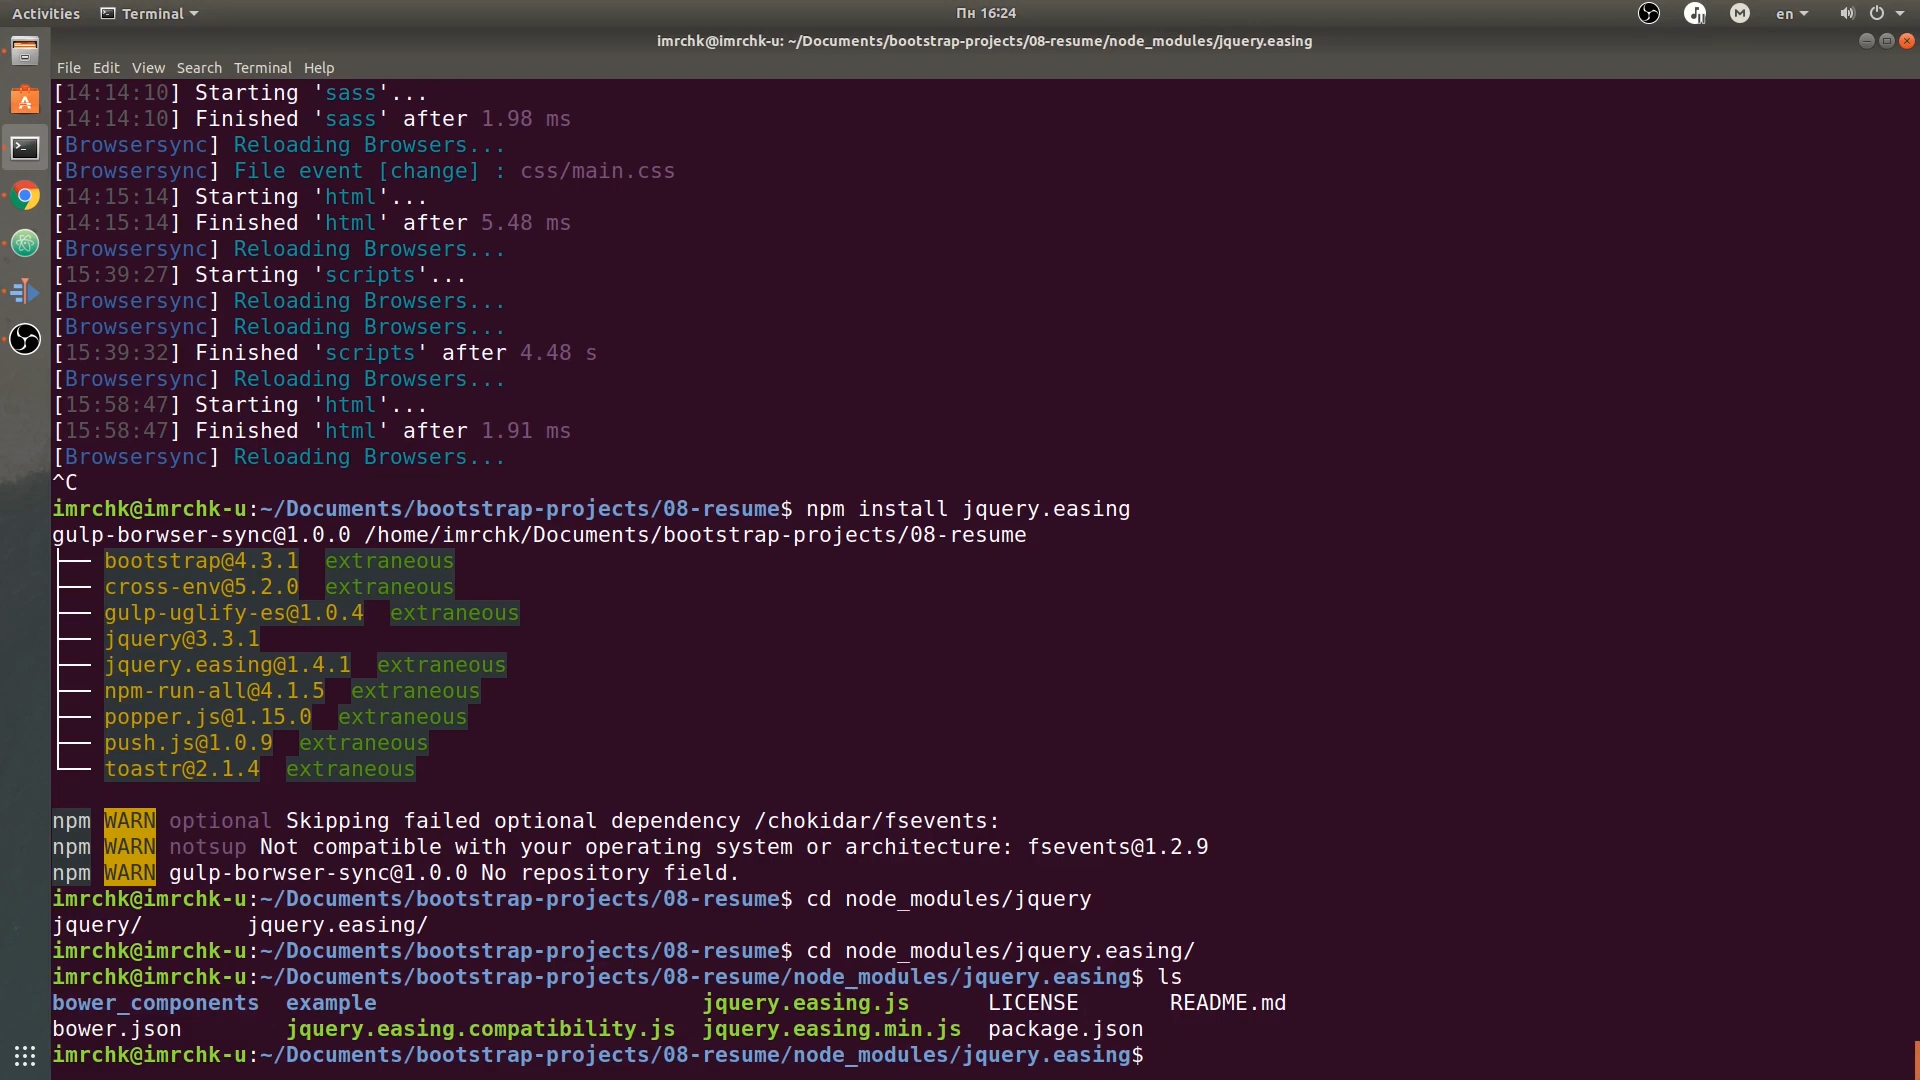 Activities Terminal Пн 16:24 en
imrchk@imrchk-u: ~/Documents/bootstrap-projects/08-resume/node_modules/jquery.easing
File Edit View Search Terminal Help
[14:14:10] Starting 'sass'...
[14:14:10] Finished 'sass' after 1.98 ms
[Browsersync] Reloading Browsers...
[Browsersync] File event [change] : css/main.css
[14:15:14] Starting 'html'...
[14:15:14] Finished 'html' after 5.48 ms
[Browsersync] Reloading Browsers...
[15:39:27] Starting 'scripts'...
[Browsersync] Reloading Browsers...
[Browsersync] Reloading Browsers...
[15:39:32] Finished 'scripts' after 4.48 s
[Browsersync] Reloading Browsers...
[15:58:47] Starting 'html'...
[15:58:47] Finished 'html' after 1.91 ms
[Browsersync] Reloading Browsers...
^C
imrchk@imrchk-u:~/Documents/bootstrap-projects/08-resume$ npm install jquery.easing
gulp-borwser-sync@1.0.0 /home/imrchk/Documents/bootstrap-projects/08-resume
├── bootstrap@4.3.1  extraneous
├── cross-env@5.2.0  extraneous
├── gulp-uglify-es@1.0.4  extraneous
├── jquery@3.3.1
├── jquery.easing@1.4.1  extraneous
├── npm-run-all@4.1.5  extraneous
├── popper.js@1.15.0  extraneous
├── push.js@1.0.9  extraneous
└── toastr@2.1.4  extraneous
npm WARN optional Skipping failed optional dependency /chokidar/fsevents:
npm WARN notsup Not compatible with your operating system or architecture: fsevents@1.2.9
npm WARN gulp-borwser-sync@1.0.0 No repository field.
imrchk@imrchk-u:~/Documents/bootstrap-projects/08-resume$ cd node_modules/jquery
jquery/        jquery.easing/
imrchk@imrchk-u:~/Documents/bootstrap-projects/08-resume$ cd node_modules/jquery.easing/
imrchk@imrchk-u:~/Documents/bootstrap-projects/08-resume/node_modules/jquery.easing$ ls
bower_components  example                         jquery.easing.js      LICENSE       README.md
bower.json        jquery.easing.compatibility.js  jquery.easing.min.js  package.json
imrchk@imrchk-u:~/Documents/bootstrap-projects/08-resume/node_modules/jquery.easing$